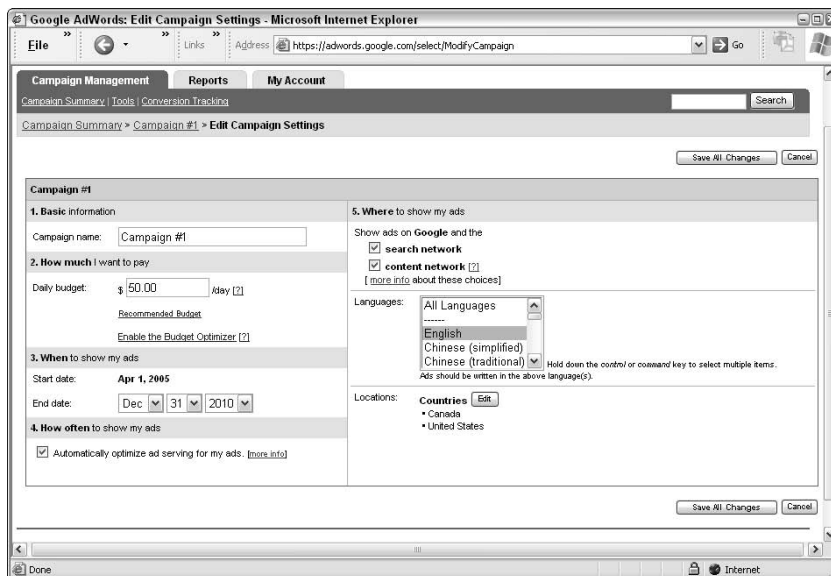 Google AdWords: Edit Campaign Settings - Microsoft Internet Explorer
File » » Links » Address https://adwords.google.com/select/ModifyCampaign Go
Campaign Management Reports My Account
Campaign Summary | Tools | Conversion Tracking Search
Campaign Summary > Campaign #1 > Edit Campaign Settings
Save All Changes Cancel
Campaign #1
1. Basic information
Campaign name: Campaign #1
2. How much I want to pay
Daily budget: $ 50.00 /day [?]
Recommended Budget
Enable the Budget Optimizer [?]
3. When to show my ads
Start date: Apr 1, 2005
End date: Dec 31 2010
4. How often to show my ads
Automatically optimize ad serving for my ads. [more info]
5. Where to show my ads
Show ads on Google and the
search network
content network [?]
[ more info about these choices]
Languages: All Languages
------
English
Chinese (simplified)
Chinese (traditional) Hold down the control or command key to select multiple items.
Ads should be written in the above language(s).
Locations: Countries Edit
• Canada
• United States
Save All Changes Cancel
Done Internet